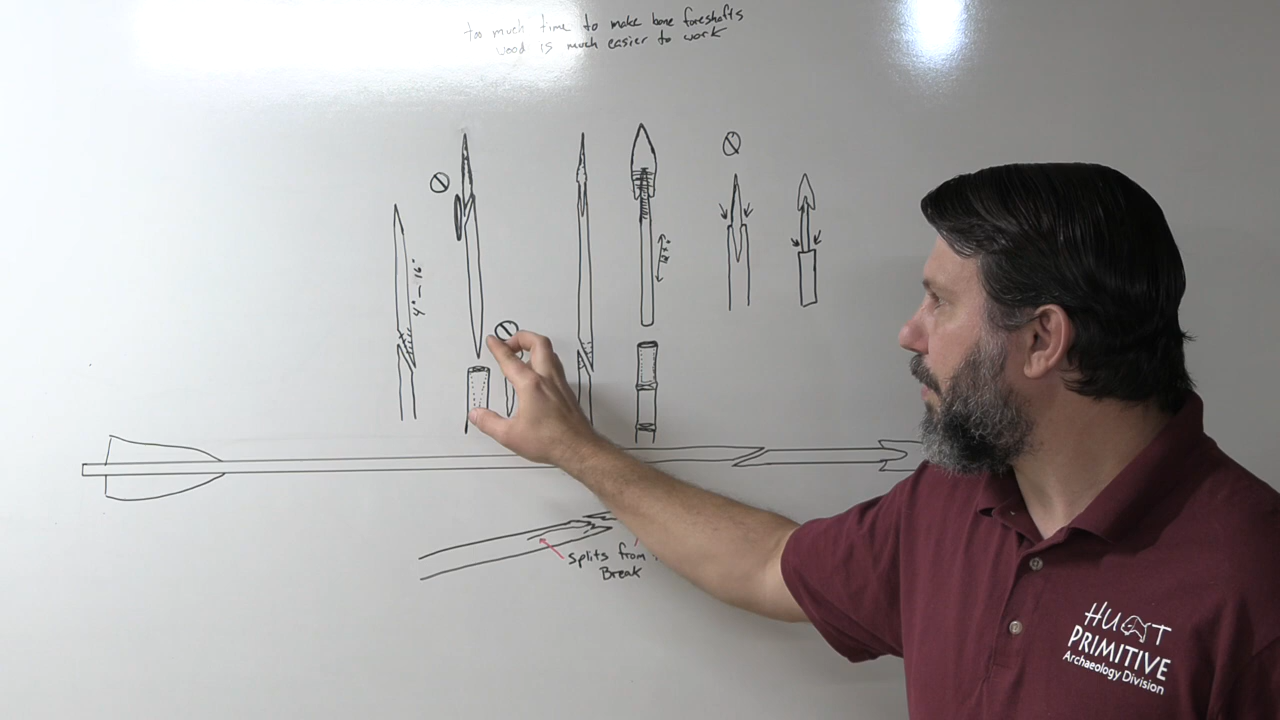 too much time to make bone foreshafts
wood is much easier to work
4" – 16"
splits from
Break
HUNT
PRIMITIVE
Archaeology Division